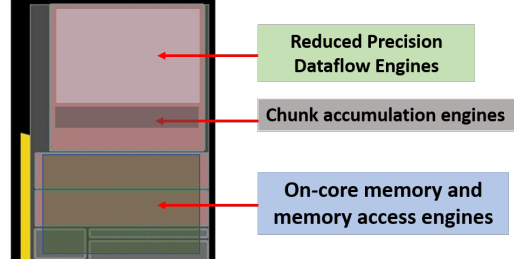 Reduced Precision
Dataflow Engines
Chunk accumulation engines
On-core memory and
memory access engines